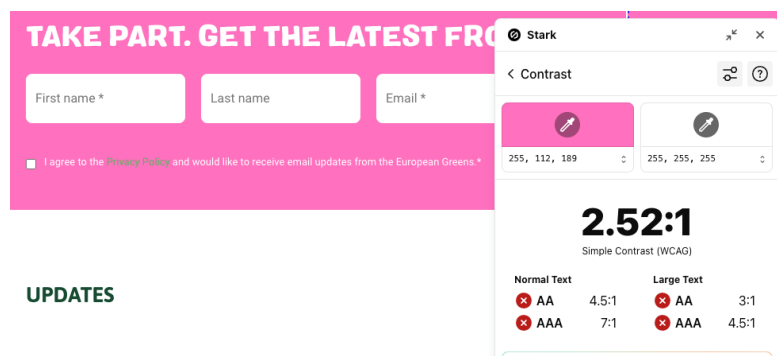 TAKE PART. GET THE LATEST FRO
First name *
Last name
Email *
I agree to the Privacy Policy and would like to receive email updates from the European Greens.*
UPDATES
Stark
Contrast
255, 112, 189
255, 255, 255
2.52:1
Simple Contrast (WCAG)
Normal Text
Large Text
AA 4.5:1
AA 3:1
AAA 7:1
AAA 4.5:1